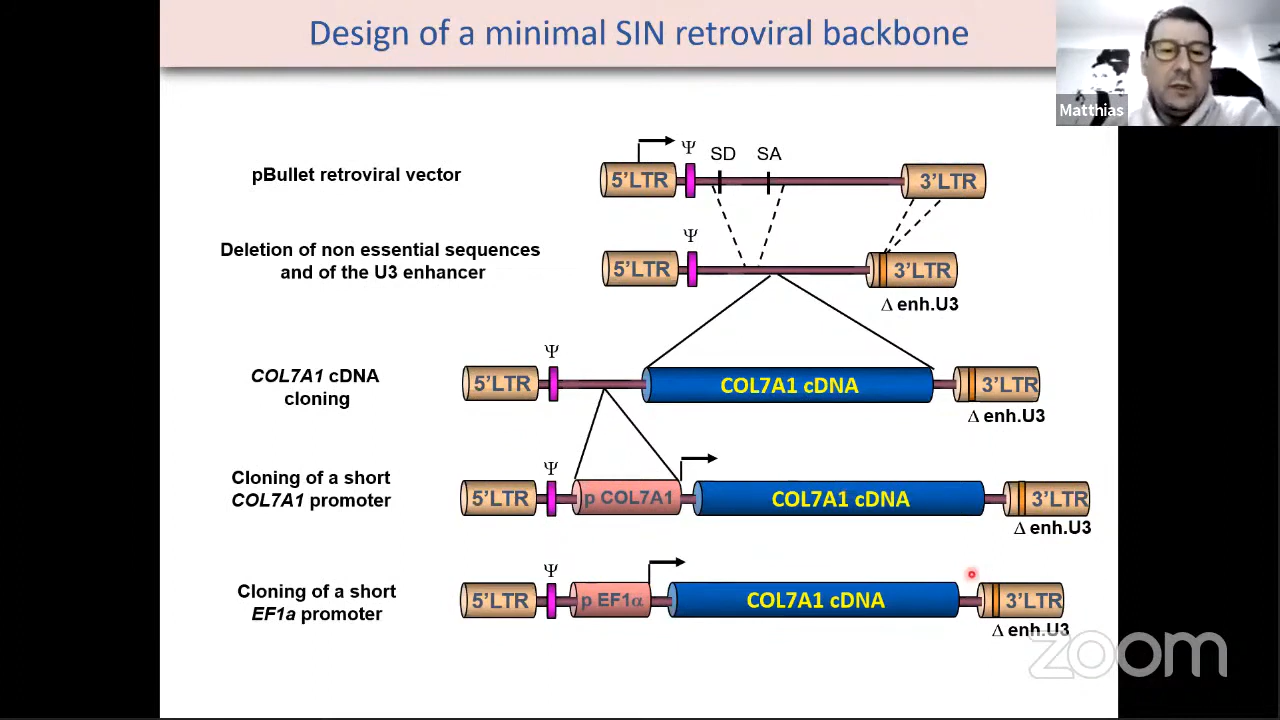 Design of a minimal SIN retroviral backbone
Matthias
pBullet retroviral vector
5'LTR
Ψ
SD
SA
3'LTR
Deletion of non essential sequences
and of the U3 enhancer
5'LTR
Ψ
3'LTR
Δ enh.U3
COL7A1 cDNA
cloning
5'LTR
Ψ
COL7A1 cDNA
3'LTR
Δ enh.U3
Cloning of a short
COL7A1 promoter
5'LTR
Ψ
p COL7A1
COL7A1 cDNA
3'LTR
Δ enh.U3
Cloning of a short
EF1a promoter
5'LTR
Ψ
p EF1α
COL7A1 cDNA
3'LTR
Δ enh.U3
zoom